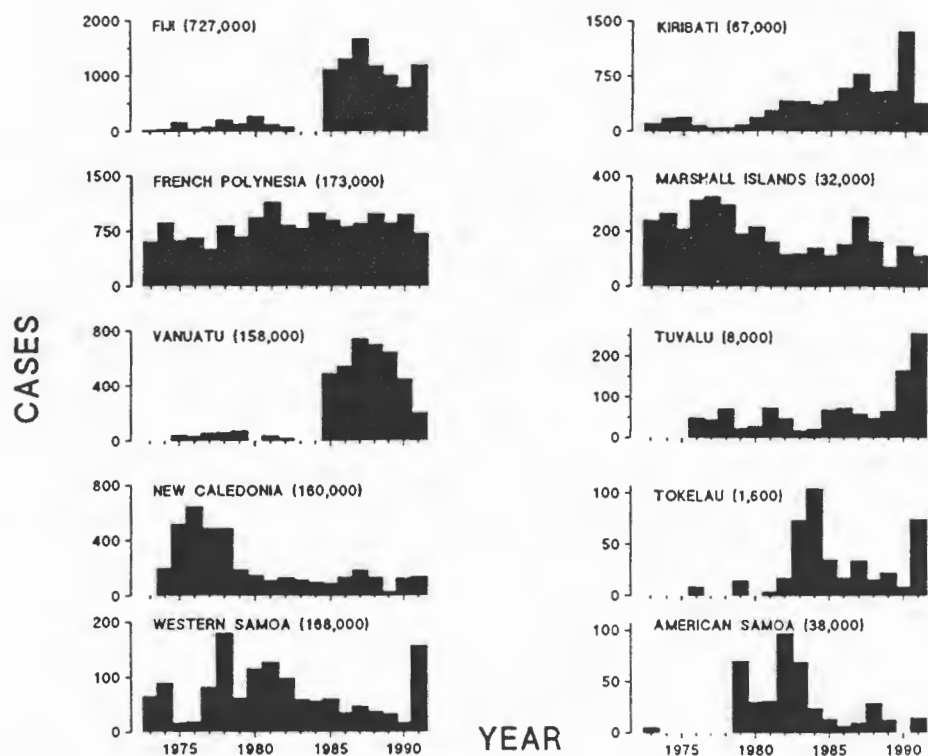 CASES
FIJI (727,000)
2000
1000
0
KIRIBATI (67,000)
1500
750
0
FRENCH POLYNESIA (173,000)
1500
750
0
MARSHALL ISLANDS (32,000)
400
200
0
VANUATU (158,000)
800
400
0
TUVALU (8,000)
200
100
0
NEW CALEDONIA (160,000)
800
400
0
TOKELAU (1,600)
100
50
0
WESTERN SAMOA (168,000)
200
100
0
1975 1980 1985 1990
AMERICAN SAMOA (38,000)
100
50
0
1975 1980 1985 1990
YEAR